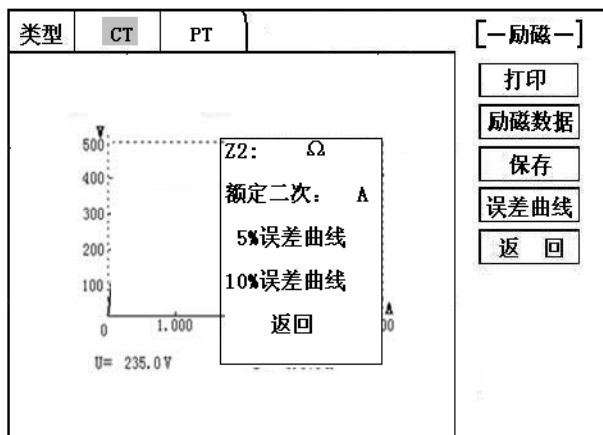 类型 CT PT
[－励磁－]
打印
励磁数据
保存
误差曲线
返 回
V
500
400
300
200
100
0 1.000
A
U= 235.0V
Z2: Ω
额定二次: A
5%误差曲线
10%误差曲线
返回